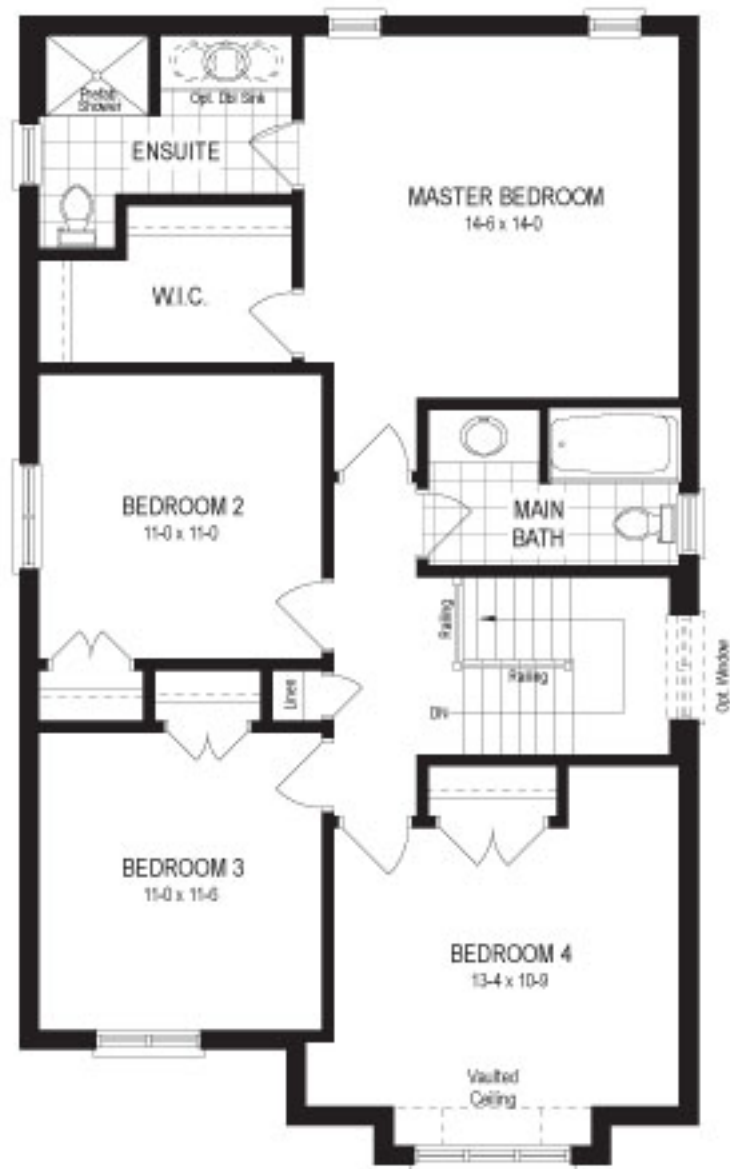 Prefab
Shower
Opt. Dbl Sink
ENSUITE
MASTER BEDROOM
14-6 x 14-0
W.I.C.
BEDROOM 2
11-0 x 11-0
MAIN
BATH
Railing
Railing
Opt. Window
Linen
DN
BEDROOM 3
11-0 x 11-6
BEDROOM 4
13-4 x 10-9
Vaulted
Ceiling